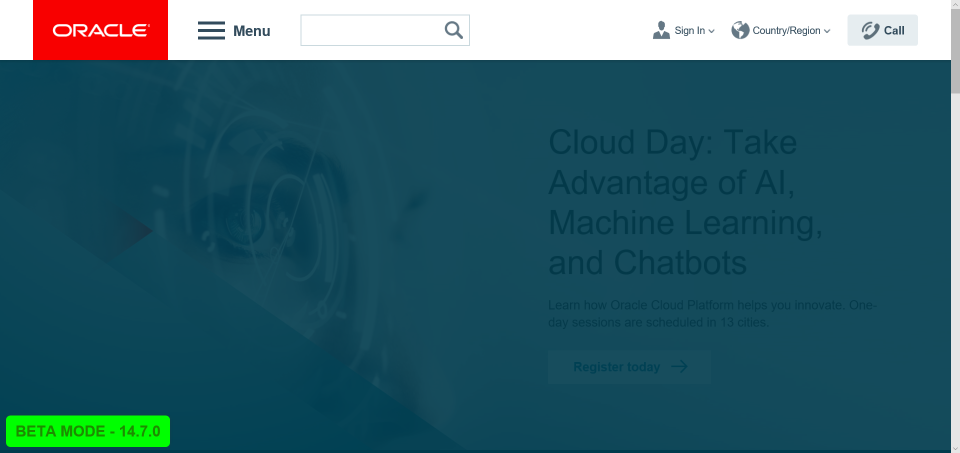 ORACLE
Menu
Sign In
Country/Region
Call
Cloud Day: Take
Advantage of AI,
Machine Learning,
and Chatbots
Learn how Oracle Cloud Platform helps you innovate. One-
day sessions are scheduled in 13 cities.
Register today
BETA MODE - 14.7.0